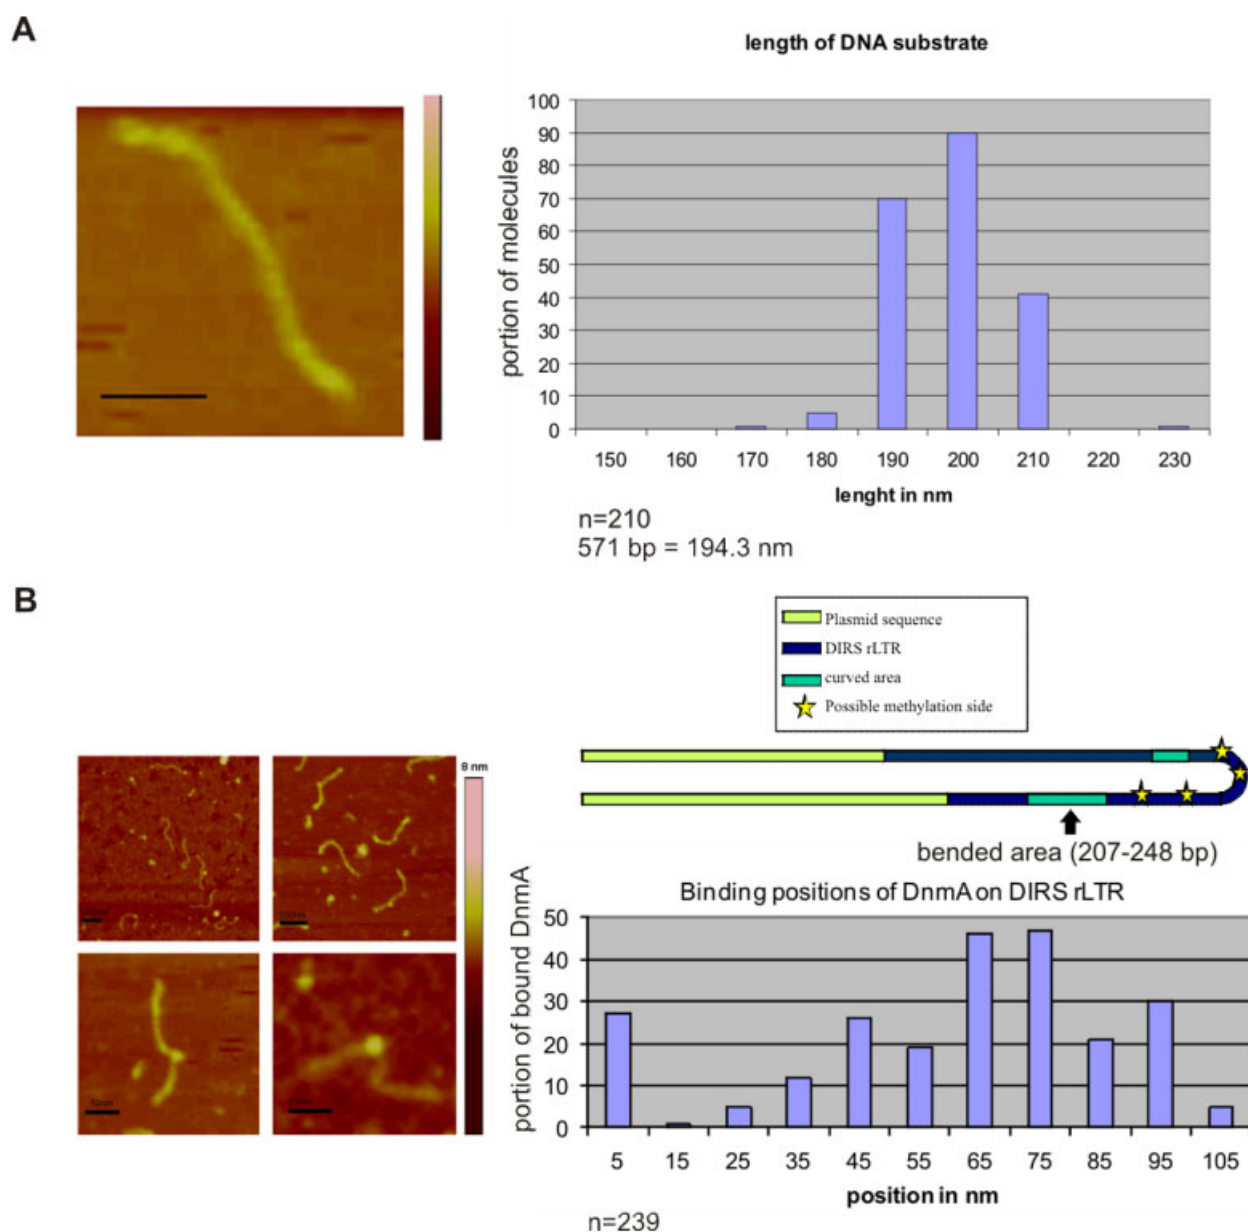 A
length of DNA substrate
portion of molecules
100
90
80
70
60
50
40
30
20
10
0
150 160 170 180 190 200 210 220 230
lenght in nm
n=210
571 bp = 194.3 nm
B
Plasmid sequence
DIRS rLTR
curved area
Possible methylation side
8 nm
bended area (207-248 bp)
Binding positions of DnmA on DIRS rLTR
portion of bound DnmA
50
40
30
20
10
0
5 15 25 35 45 55 65 75 85 95 105
position in nm
n=239